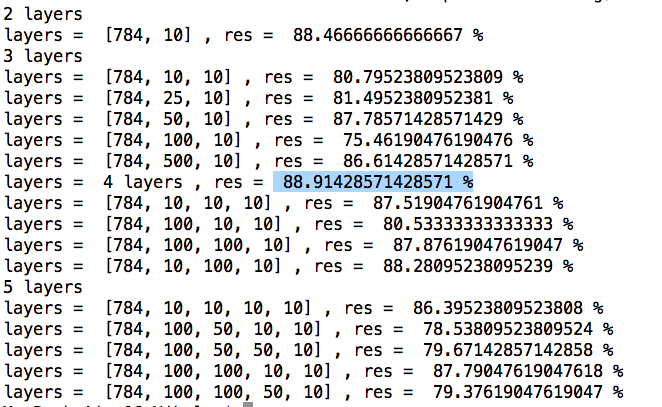 2 layers
layers =  [784, 10] , res =  88.46666666666667 %
3 layers
layers =  [784, 10, 10] , res =  80.79523809523809 %
layers =  [784, 25, 10] , res =  81.4952380952381 %
layers =  [784, 50, 10] , res =  87.78571428571429 %
layers =  [784, 100, 10] , res =  75.46190476190476 %
layers =  [784, 500, 10] , res =  86.61428571428571 %
layers =  4 layers , res =  88.91428571428571 %
layers =  [784, 10, 10, 10] , res =  87.51904761904761 %
layers =  [784, 100, 10, 10] , res =  80.53333333333333 %
layers =  [784, 100, 100, 10] , res =  87.87619047619047 %
layers =  [784, 10, 100, 10] , res =  88.28095238095239 %
5 layers
layers =  [784, 10, 10, 10, 10] , res =  86.39523809523808 %
layers =  [784, 100, 50, 10, 10] , res =  78.53809523809524 %
layers =  [784, 100, 50, 50, 10] , res =  79.67142857142858 %
layers =  [784, 100, 100, 10, 10] , res =  87.79047619047618 %
layers =  [784, 100, 100, 50, 10] , res =  79.37619047619047 %